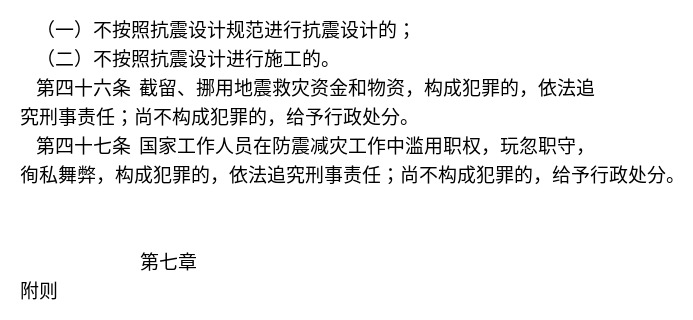 （一）不按照抗震设计规范进行抗震设计的；
（二）不按照抗震设计进行施工的。
第四十六条 截留、挪用地震救灾资金和物资，构成犯罪的，依法追
究刑事责任；尚不构成犯罪的，给予行政处分。
第四十七条 国家工作人员在防震减灾工作中滥用职权，玩忽职守，
徇私舞弊，构成犯罪的，依法追究刑事责任；尚不构成犯罪的，给予行政处分。
第七章
附则